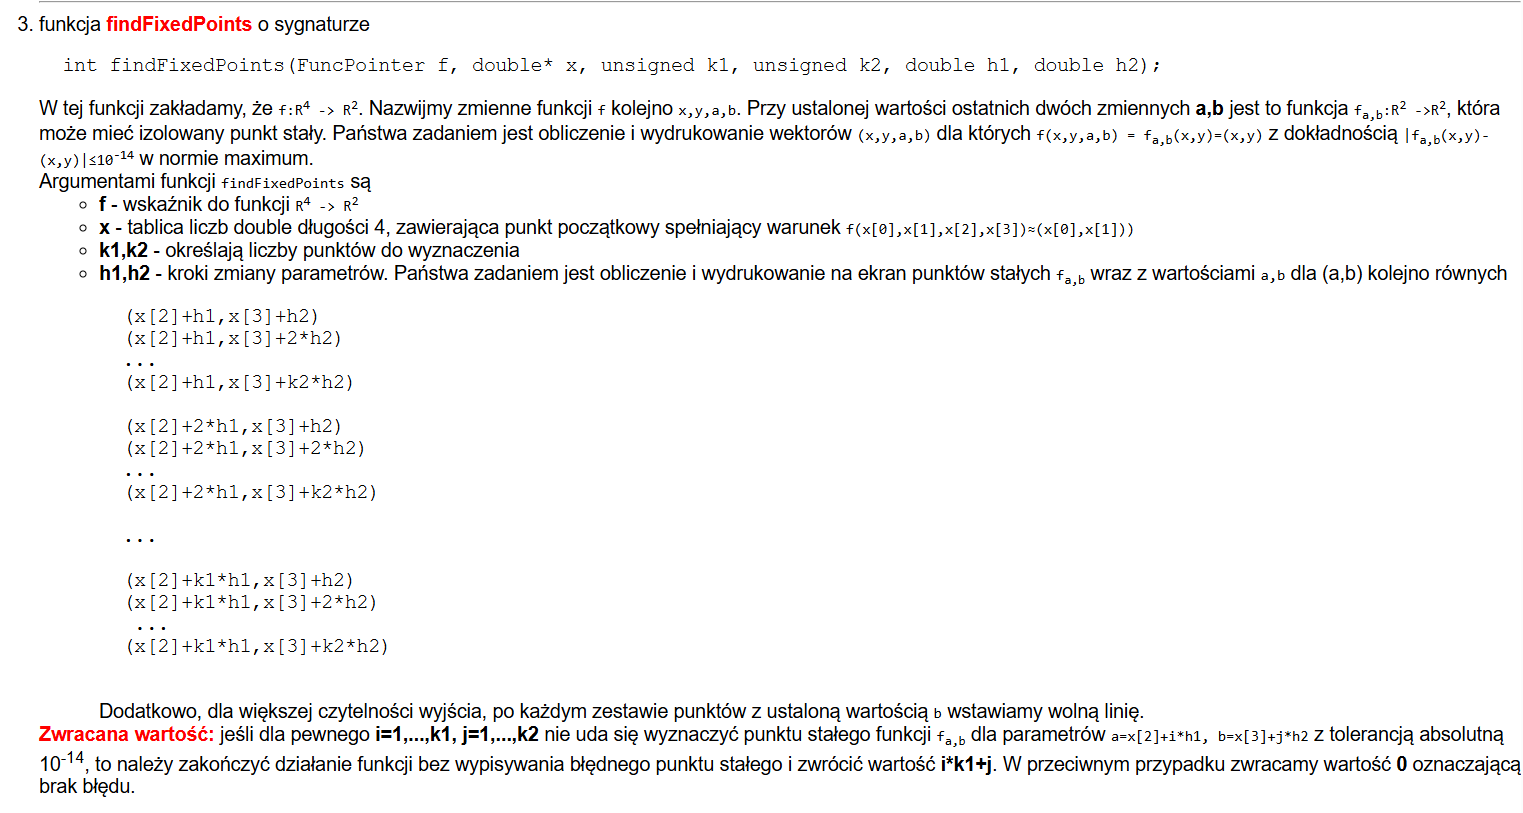 3. funkcja findFixedPoints o sygnaturze
int findFixedPoints(FuncPointer f, double* x, unsigned k1, unsigned k2, double h1, double h2);
W tej funkcji zakładamy, że f:R⁴ -> R². Nazwijmy zmienne funkcji f kolejno x,y,a,b. Przy ustalonej wartości ostatnich dwóch zmiennych a,b jest to funkcja fₐ,b:R² ->R², która
może mieć izolowany punkt stały. Państwa zadaniem jest obliczenie i wydrukowanie wektorów (x,y,a,b) dla których f(x,y,a,b) = fₐ,b(x,y)=(x,y) z dokładnością |fₐ,b(x,y)-
(x,y)|≤10⁻¹⁴ w normie maximum.
Argumentami funkcji findFixedPoints są
○ f - wskaźnik do funkcji R⁴ -> R²
○ x - tablica liczb double długości 4, zawierająca punkt początkowy spełniający warunek f(x[0],x[1],x[2],x[3])≈(x[0],x[1]))
○ k1,k2 - określają liczby punktów do wyznaczenia
○ h1,h2 - kroki zmiany parametrów. Państwa zadaniem jest obliczenie i wydrukowanie na ekran punktów stałych fₐ,b wraz z wartościami a,b dla (a,b) kolejno równych
(x[2]+h1,x[3]+h2)
(x[2]+h1,x[3]+2*h2)
...
(x[2]+h1,x[3]+k2*h2)
(x[2]+2*h1,x[3]+h2)
(x[2]+2*h1,x[3]+2*h2)
...
(x[2]+2*h1,x[3]+k2*h2)
...
(x[2]+k1*h1,x[3]+h2)
(x[2]+k1*h1,x[3]+2*h2)
...
(x[2]+k1*h1,x[3]+k2*h2)
Dodatkowo, dla większej czytelności wyjścia, po każdym zestawie punktów z ustaloną wartością b wstawiamy wolną linię.
Zwracana wartość: jeśli dla pewnego i=1,...,k1, j=1,...,k2 nie uda się wyznaczyć punktu stałego funkcji fₐ,b dla parametrów a=x[2]+i*h1, b=x[3]+j*h2 z tolerancją absolutną
10⁻¹⁴, to należy zakończyć działanie funkcji bez wypisywania błędnego punktu stałego i zwrócić wartość i*k1+j. W przeciwnym przypadku zwracamy wartość 0 oznaczającą
brak błędu.